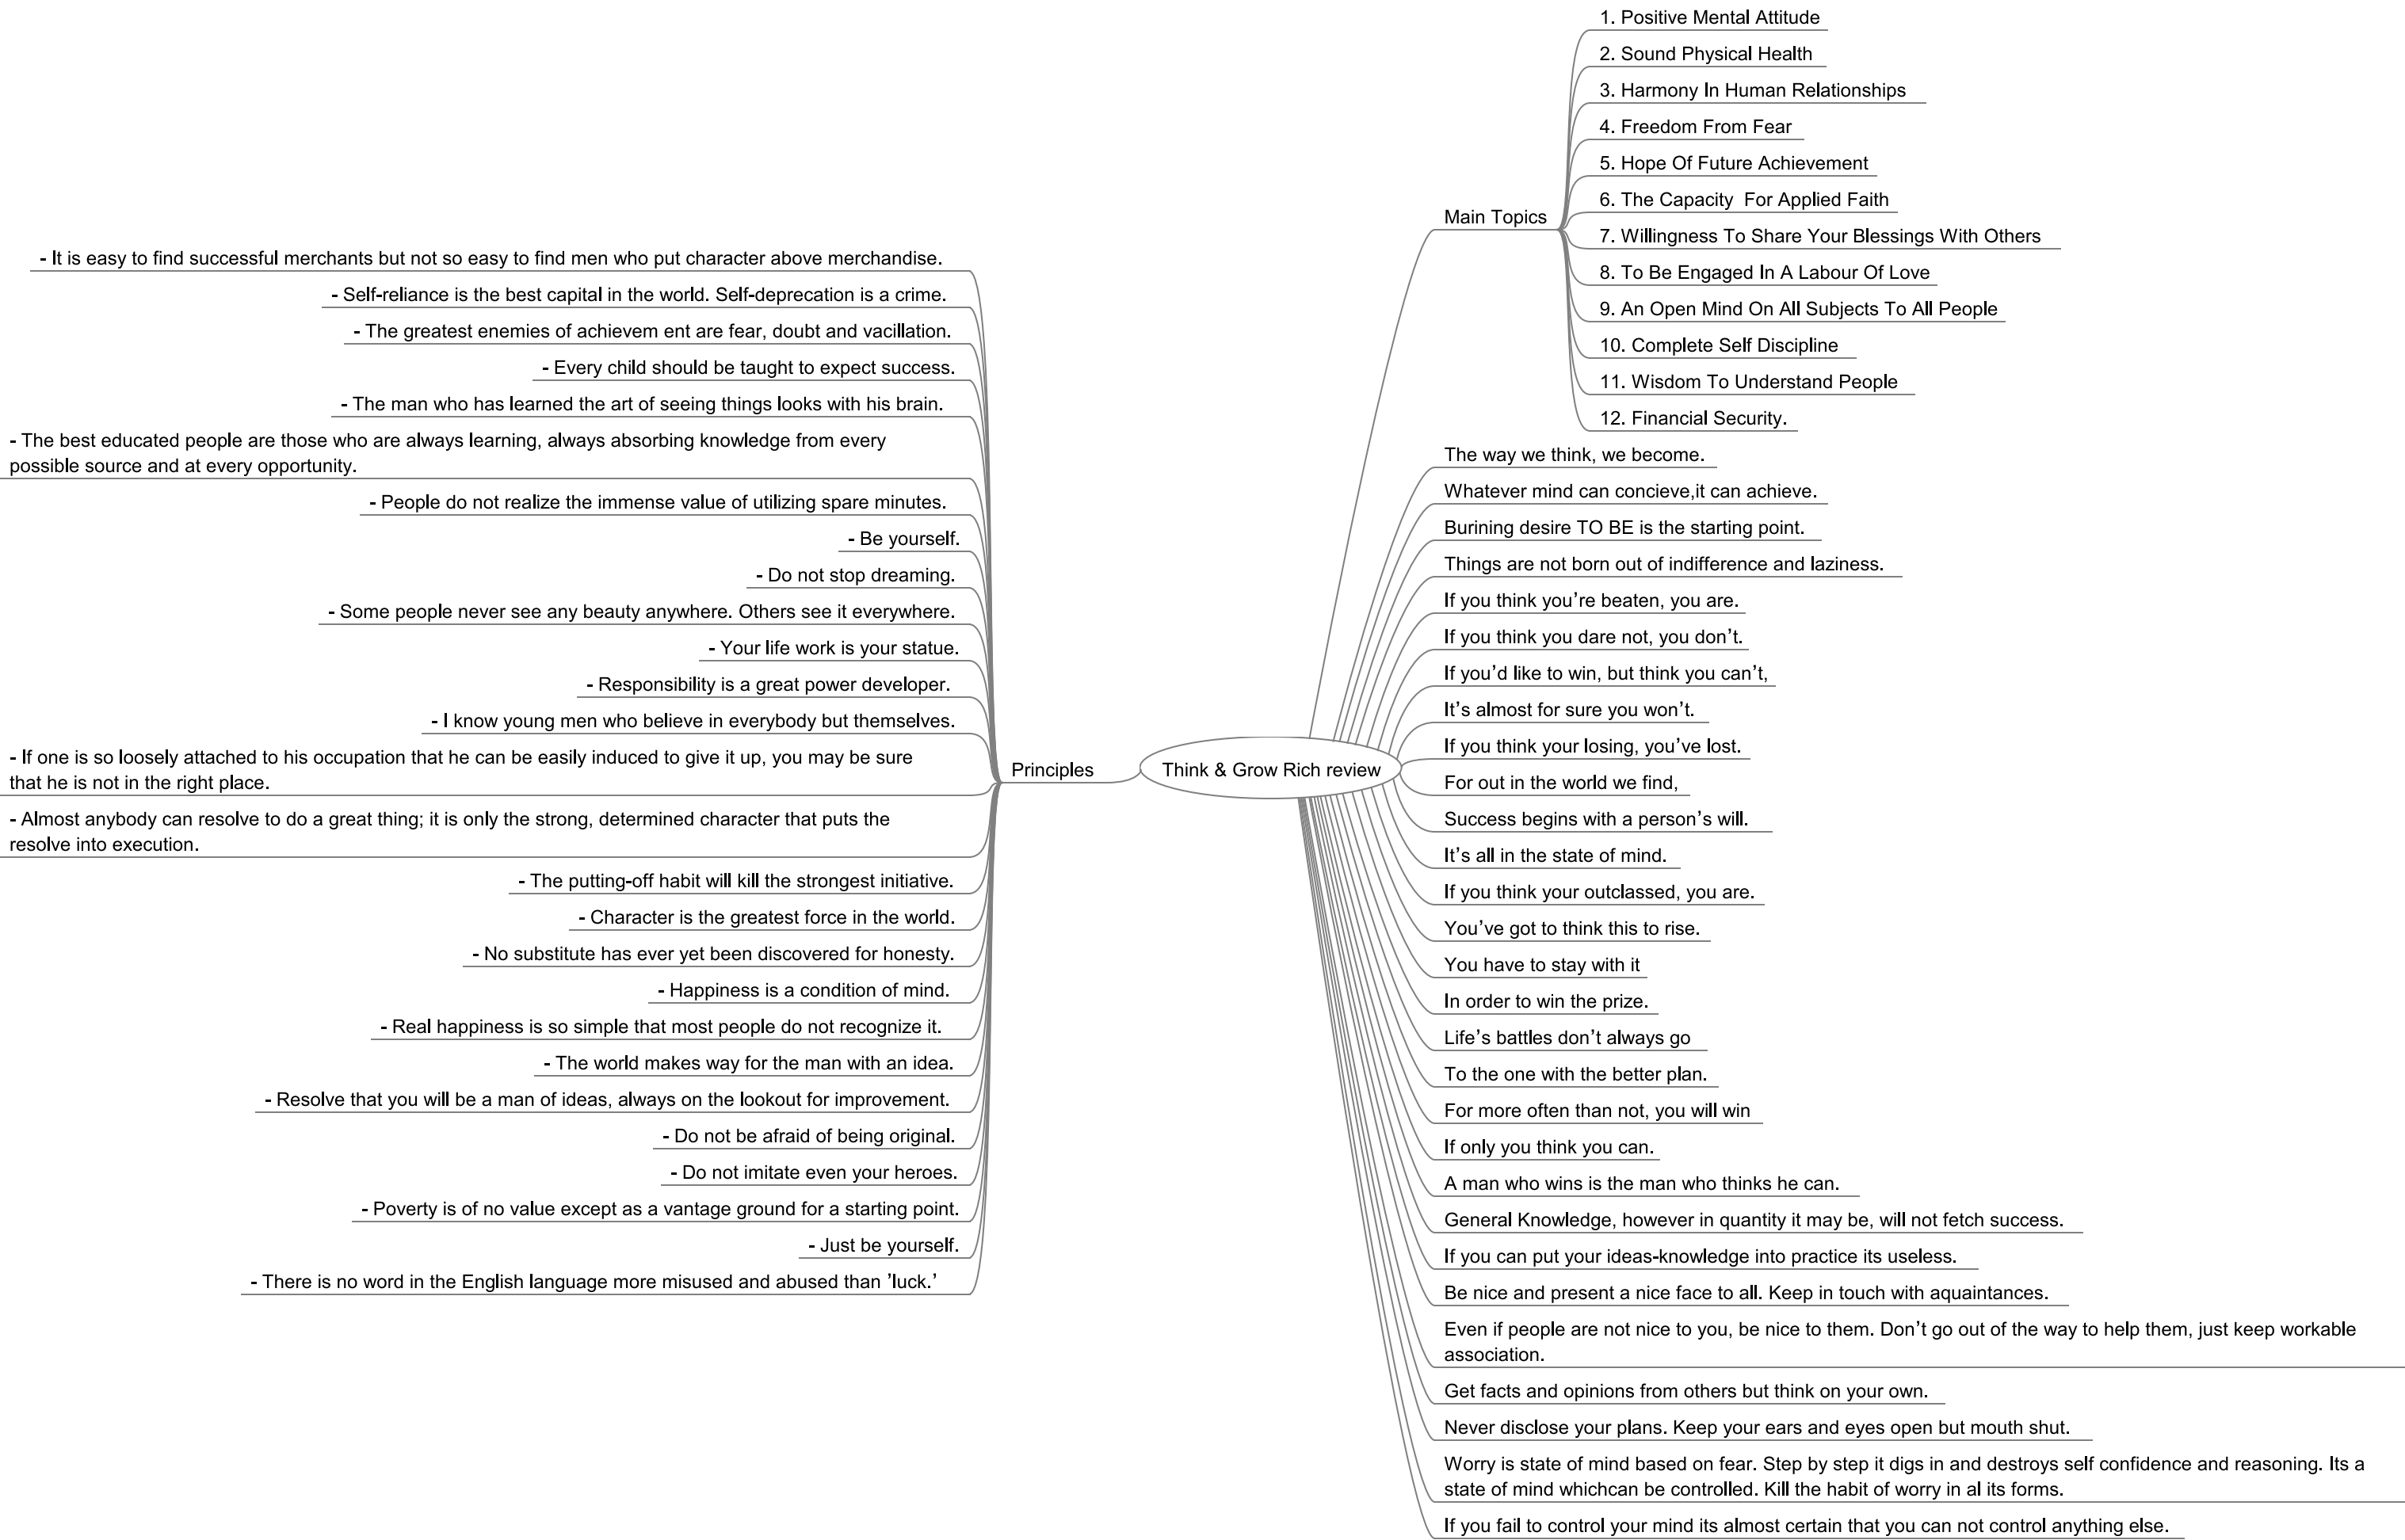 Think & Grow Rich review
Main Topics
1. Positive Mental Attitude
2. Sound Physical Health
3. Harmony In Human Relationships
4. Freedom From Fear
5. Hope Of Future Achievement
6. The Capacity  For Applied Faith
7. Willingness To Share Your Blessings With Others
8. To Be Engaged In A Labour Of Love
9. An Open Mind On All Subjects To All People
10. Complete Self Discipline
11. Wisdom To Understand People
12. Financial Security.
The way we think, we become.
Whatever mind can concieve,it can achieve.
Burining desire TO BE is the starting point.
Things are not born out of indifference and laziness.
If you think you’re beaten, you are.
If you think you dare not, you don’t.
If you’d like to win, but think you can’t,
It’s almost for sure you won’t.
If you think your losing, you’ve lost.
For out in the world we find,
Success begins with a person’s will.
It’s all in the state of mind.
If you think your outclassed, you are.
You’ve got to think this to rise.
You have to stay with it
In order to win the prize.
Life’s battles don’t always go
To the one with the better plan.
For more often than not, you will win
If only you think you can.
A man who wins is the man who thinks he can.
General Knowledge, however in quantity it may be, will not fetch success.
If you can put your ideas-knowledge into practice its useless.
Be nice and present a nice face to all. Keep in touch with aquaintances.
Even if people are not nice to you, be nice to them. Don’t go out of the way to help them, just keep workable
association.
Get facts and opinions from others but think on your own.
Never disclose your plans. Keep your ears and eyes open but mouth shut.
Worry is state of mind based on fear. Step by step it digs in and destroys self confidence and reasoning. Its a
state of mind whichcan be controlled. Kill the habit of worry in al its forms.
If you fail to control your mind its almost certain that you can not control anything else.
Principles
- It is easy to find successful merchants but not so easy to find men who put character above merchandise.
- Self-reliance is the best capital in the world. Self-deprecation is a crime.
- The greatest enemies of achievem ent are fear, doubt and vacillation.
- Every child should be taught to expect success.
- The man who has learned the art of seeing things looks with his brain.
- The best educated people are those who are always learning, always absorbing knowledge from every
possible source and at every opportunity.
- People do not realize the immense value of utilizing spare minutes.
- Be yourself.
- Do not stop dreaming.
- Some people never see any beauty anywhere. Others see it everywhere.
- Your life work is your statue.
- Responsibility is a great power developer.
- I know young men who believe in everybody but themselves.
- If one is so loosely attached to his occupation that he can be easily induced to give it up, you may be sure
that he is not in the right place.
- Almost anybody can resolve to do a great thing; it is only the strong, determined character that puts the
resolve into execution.
- The putting-off habit will kill the strongest initiative.
- Character is the greatest force in the world.
- No substitute has ever yet been discovered for honesty.
- Happiness is a condition of mind.
- Real happiness is so simple that most people do not recognize it.
- The world makes way for the man with an idea.
- Resolve that you will be a man of ideas, always on the lookout for improvement.
- Do not be afraid of being original.
- Do not imitate even your heroes.
- Poverty is of no value except as a vantage ground for a starting point.
- Just be yourself.
- There is no word in the English language more misused and abused than ’luck.’